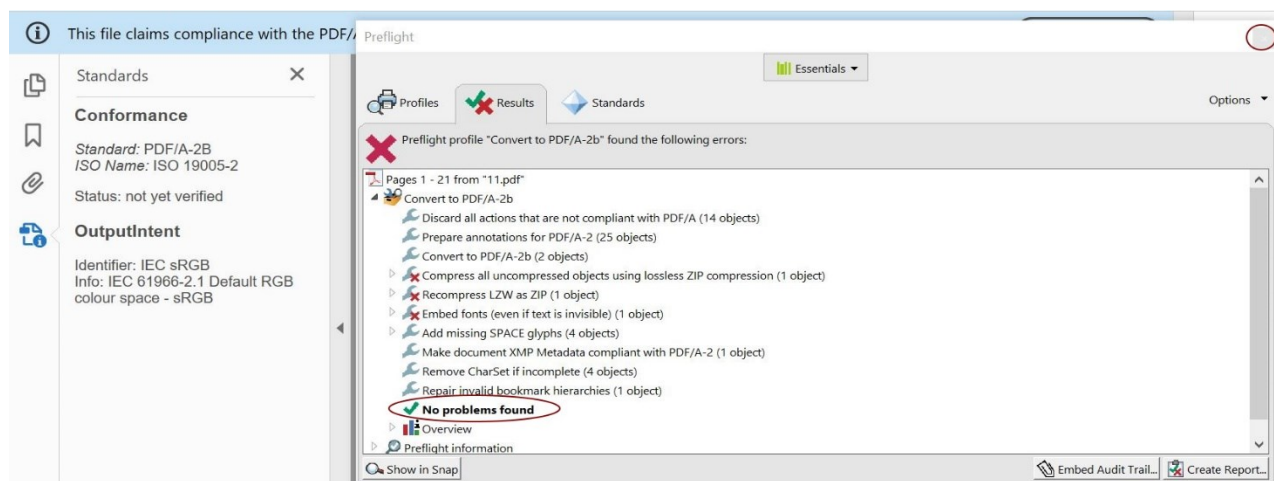 This file claims compliance with the PDF/
Standards
Conformance
Standard: PDF/A-2B
ISO Name: ISO 19005-2
Status: not yet verified
OutputIntent
Identifier: IEC sRGB
Info: IEC 61966-2.1 Default RGB
colour space - sRGB
Preflight
Essentials
Profiles
Results
Standards
Options
Preflight profile "Convert to PDF/A-2b" found the following errors:
Pages 1 - 21 from "11.pdf"
Convert to PDF/A-2b
Discard all actions that are not compliant with PDF/A (14 objects)
Prepare annotations for PDF/A-2 (25 objects)
Convert to PDF/A-2b (2 objects)
Compress all uncompressed objects using lossless ZIP compression (1 object)
Recompress LZW as ZIP (1 object)
Embed fonts (even if text is invisible) (1 object)
Add missing SPACE glyphs (4 objects)
Make document XMP Metadata compliant with PDF/A-2 (1 object)
Remove CharSet if incomplete (4 objects)
Repair invalid bookmark hierarchies (1 object)
No problems found
Overview
Preflight information
Show in Snap
Embed Audit Trail...
Create Report...